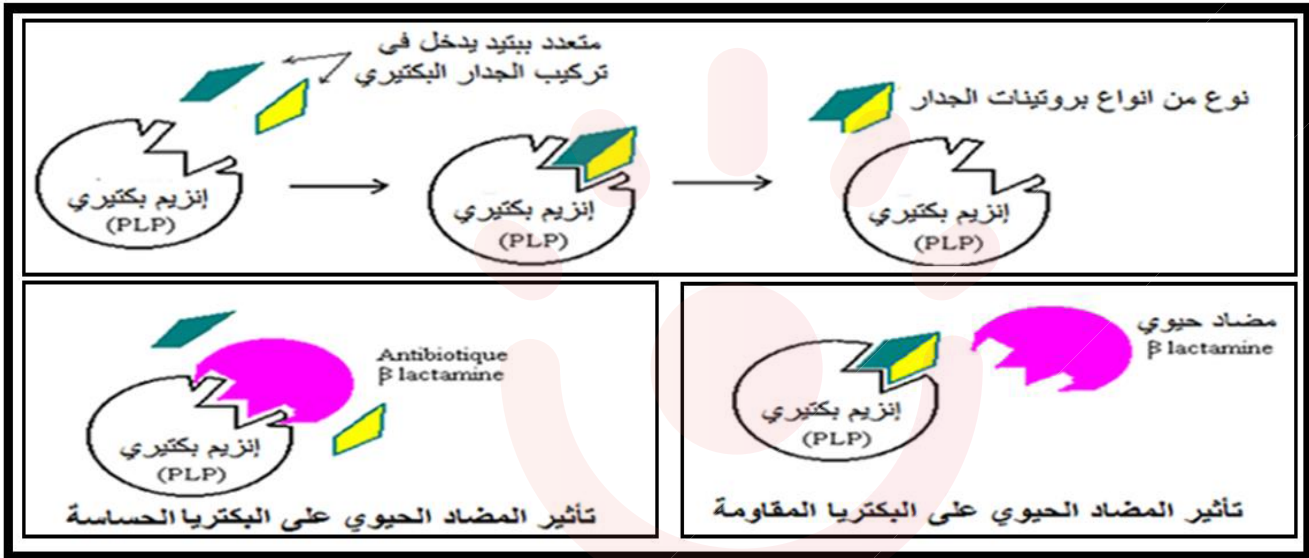 متعدد ببتيد يدخل في
تركيب الجدار البكتيري
نوع من انواع بروتينات الجدار
إنزيم بكتيري
(PLP)
إنزيم بكتيري
(PLP)
إنزيم بكتيري
(PLP)
Antibiotique
β lactamine
إنزيم بكتيري
(PLP)
تأثير المضاد الحيوي على البكتريا الحساسة
مضاد حيوي
β lactamine
إنزيم بكتيري
(PLP)
تأثير المضاد الحيوي على البكتريا المقاومة